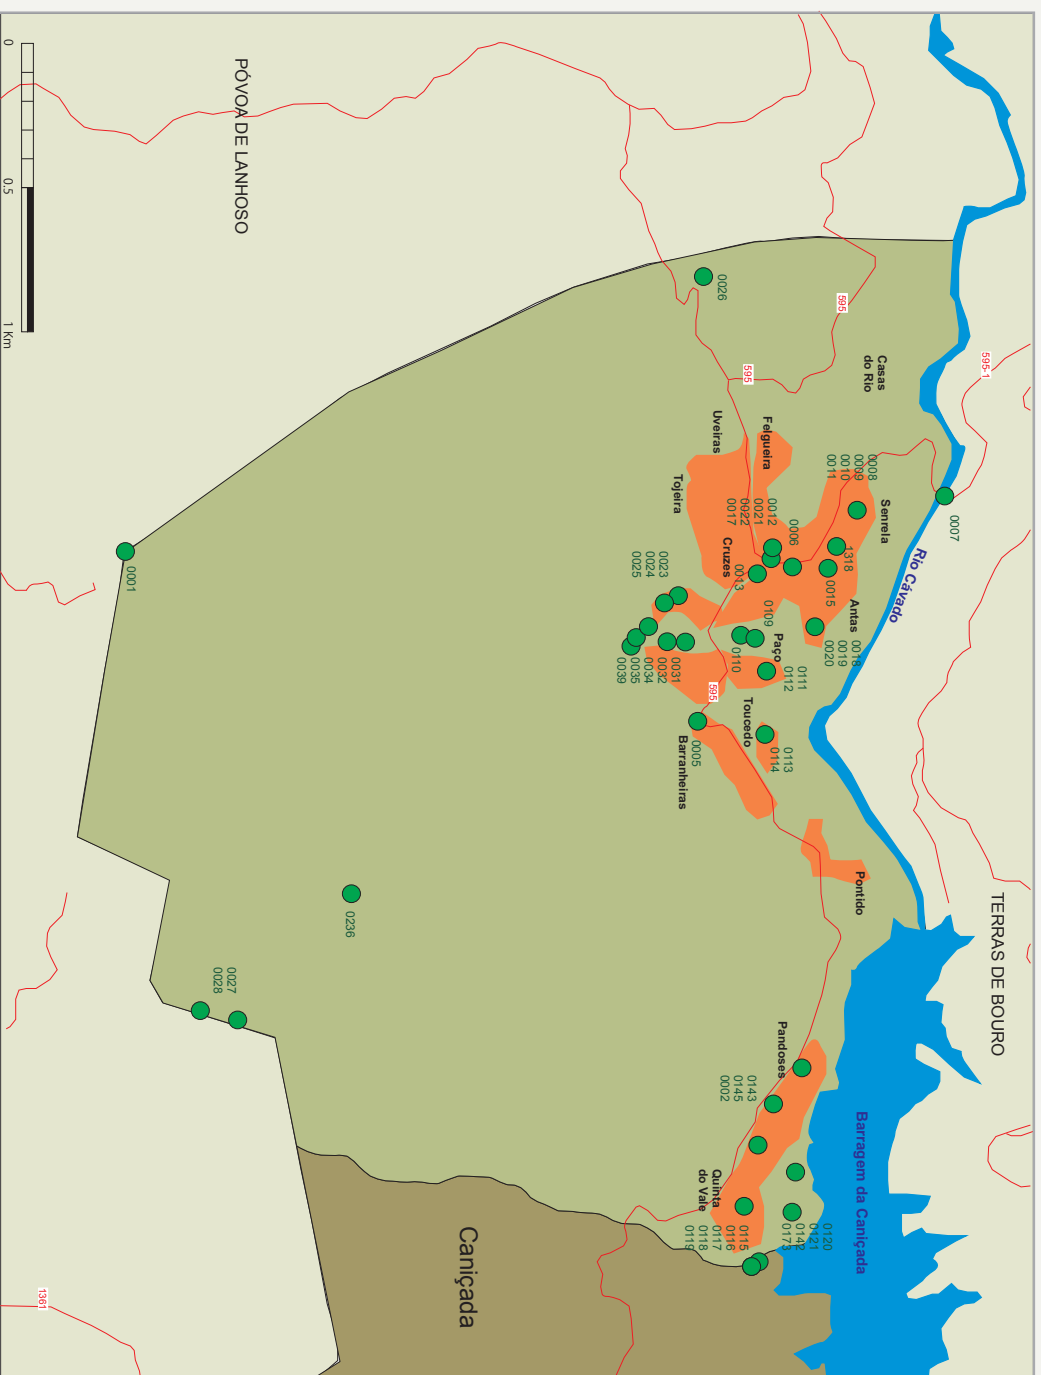 TERRAS DE BOURO
PÓVOA DE LANHOSO
Rio Cávado
Barragem da Caniçada
Caniçada
595-1
595
595
595
1361
Casas
do Rio
Felgueira
Uveiras
Tojeira
Senrela
Cruzes
Antas
Paço
Toucedo
Barranheiras
Pontido
Pandoses
Quinta
do Vale
0026
0007
0008
0009
0010
0011
0012
0021
0022
0017
0006
1318
0015
0013
0018
0019
0020
0023
0024
0025
0109
0110
0111
0112
0031
0032
0034
0035
0039
0113
0114
0005
0001
0236
0027
0028
0143
0145
0002
0120
0121
0142
0173
0115
0116
0117
0118
0119
0
0.5
1 Km